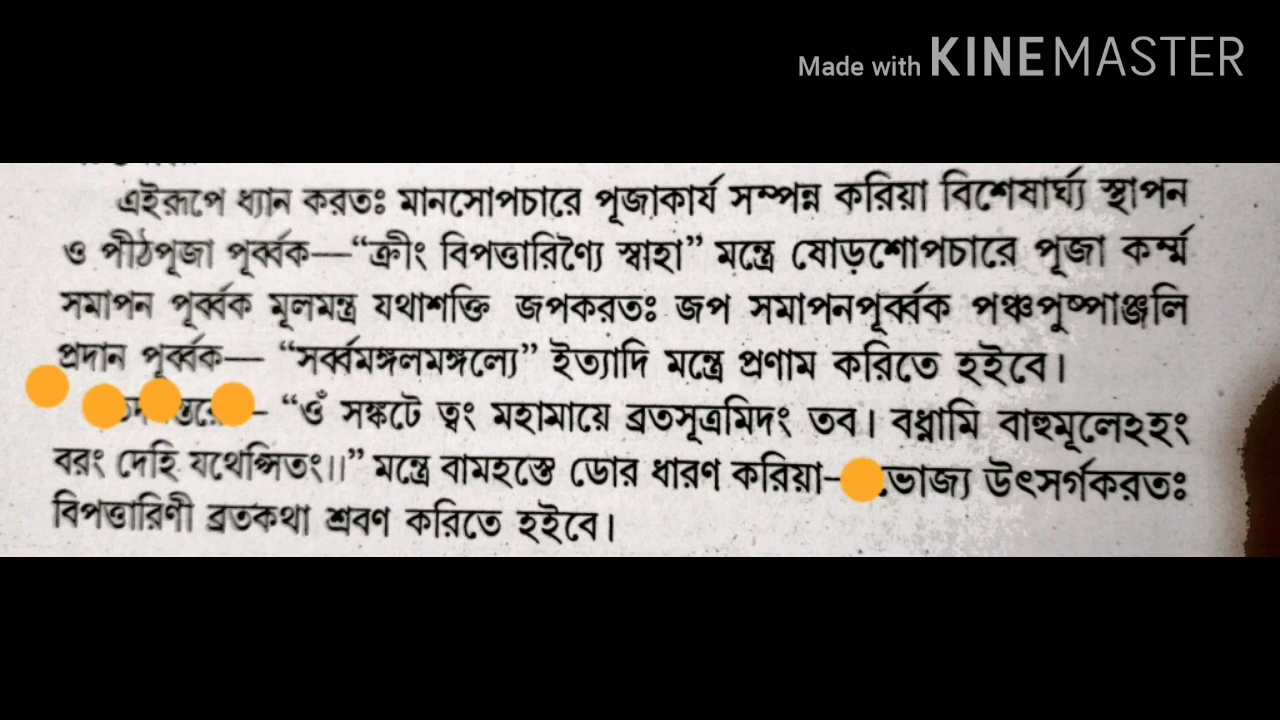 Made with KINEMASTER
এইরূপে ধ্যান করতঃ মানসোপচারে পূজাকার্য সম্পন্ন করিয়া বিশেষার্ঘ্য স্থাপন
ও পীঠপূজা পূর্ব্বক—“ক্রীং বিপত্তারিণ্যৈ স্বাহা” মন্ত্রে ষোড়শোপচারে পূজা কর্ম্ম
সমাপন পূর্ব্বক মূলমন্ত্র যথাশক্তি জপকরতঃ জপ সমাপনপূর্ব্বক পঞ্চপুষ্পাঞ্জলি
প্রদান পূর্ব্বক— “সর্ব্বমঙ্গলমঙ্গল্যে” ইত্যাদি মন্ত্রে প্রণাম করিতে হইবে।
– “ওঁ সঙ্কটে ত্বং মহামায়ে ব্রতসূত্রমিদং তব। বধ্নামি বাহুমূলেঽহং
বরং দেহি যথেপ্সিতং।।” মন্ত্রে বামহস্তে ডোর ধারণ করিয়া– ভোজ্য উৎসর্গকরতঃ
বিপত্তারিণী ব্রতকথা শ্রবণ করিতে হইবে।